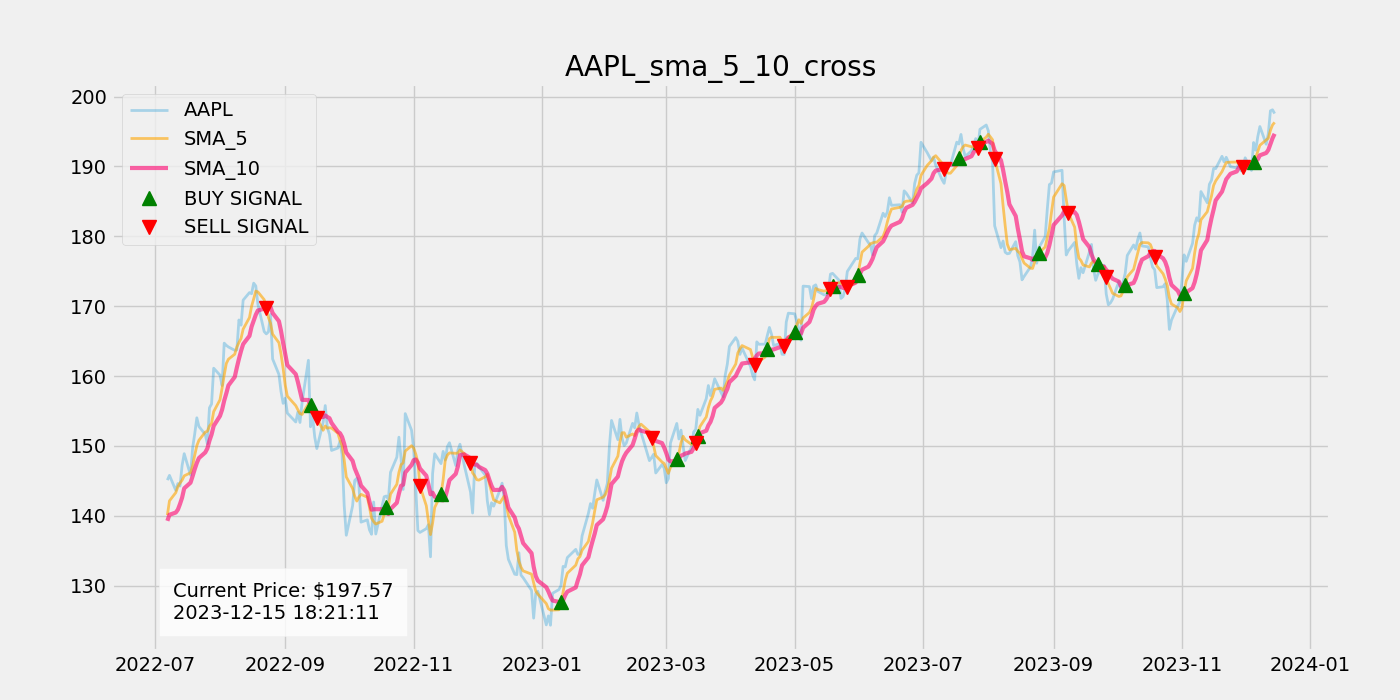 AAPL_sma_5_10_cross
200
190
180
170
160
150
140
130
AAPL
SMA_5
SMA_10
BUY SIGNAL
SELL SIGNAL
Current Price: $197.57
2023-12-15 18:21:11
2022-07 2022-09 2022-11 2023-01 2023-03 2023-05 2023-07 2023-09 2023-11 2024-01